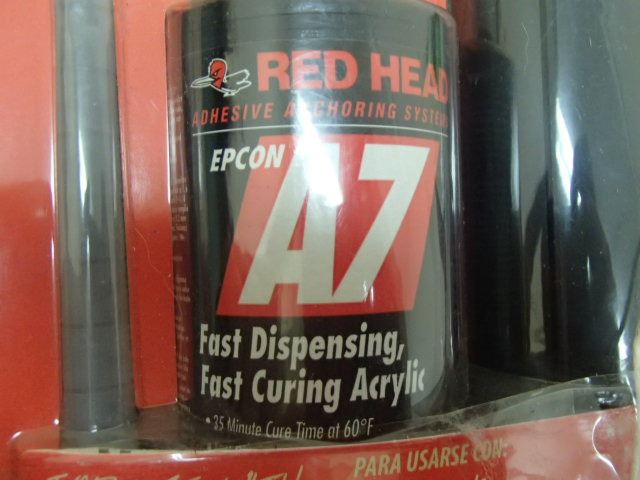 RED HEAD
ADHESIVE ANCHORING SYSTEMS
EPCON
A7
Fast Dispensing,
Fast Curing Acrylic
• 35 Minute Cure Time at 60°F
PARA USARSE CON: